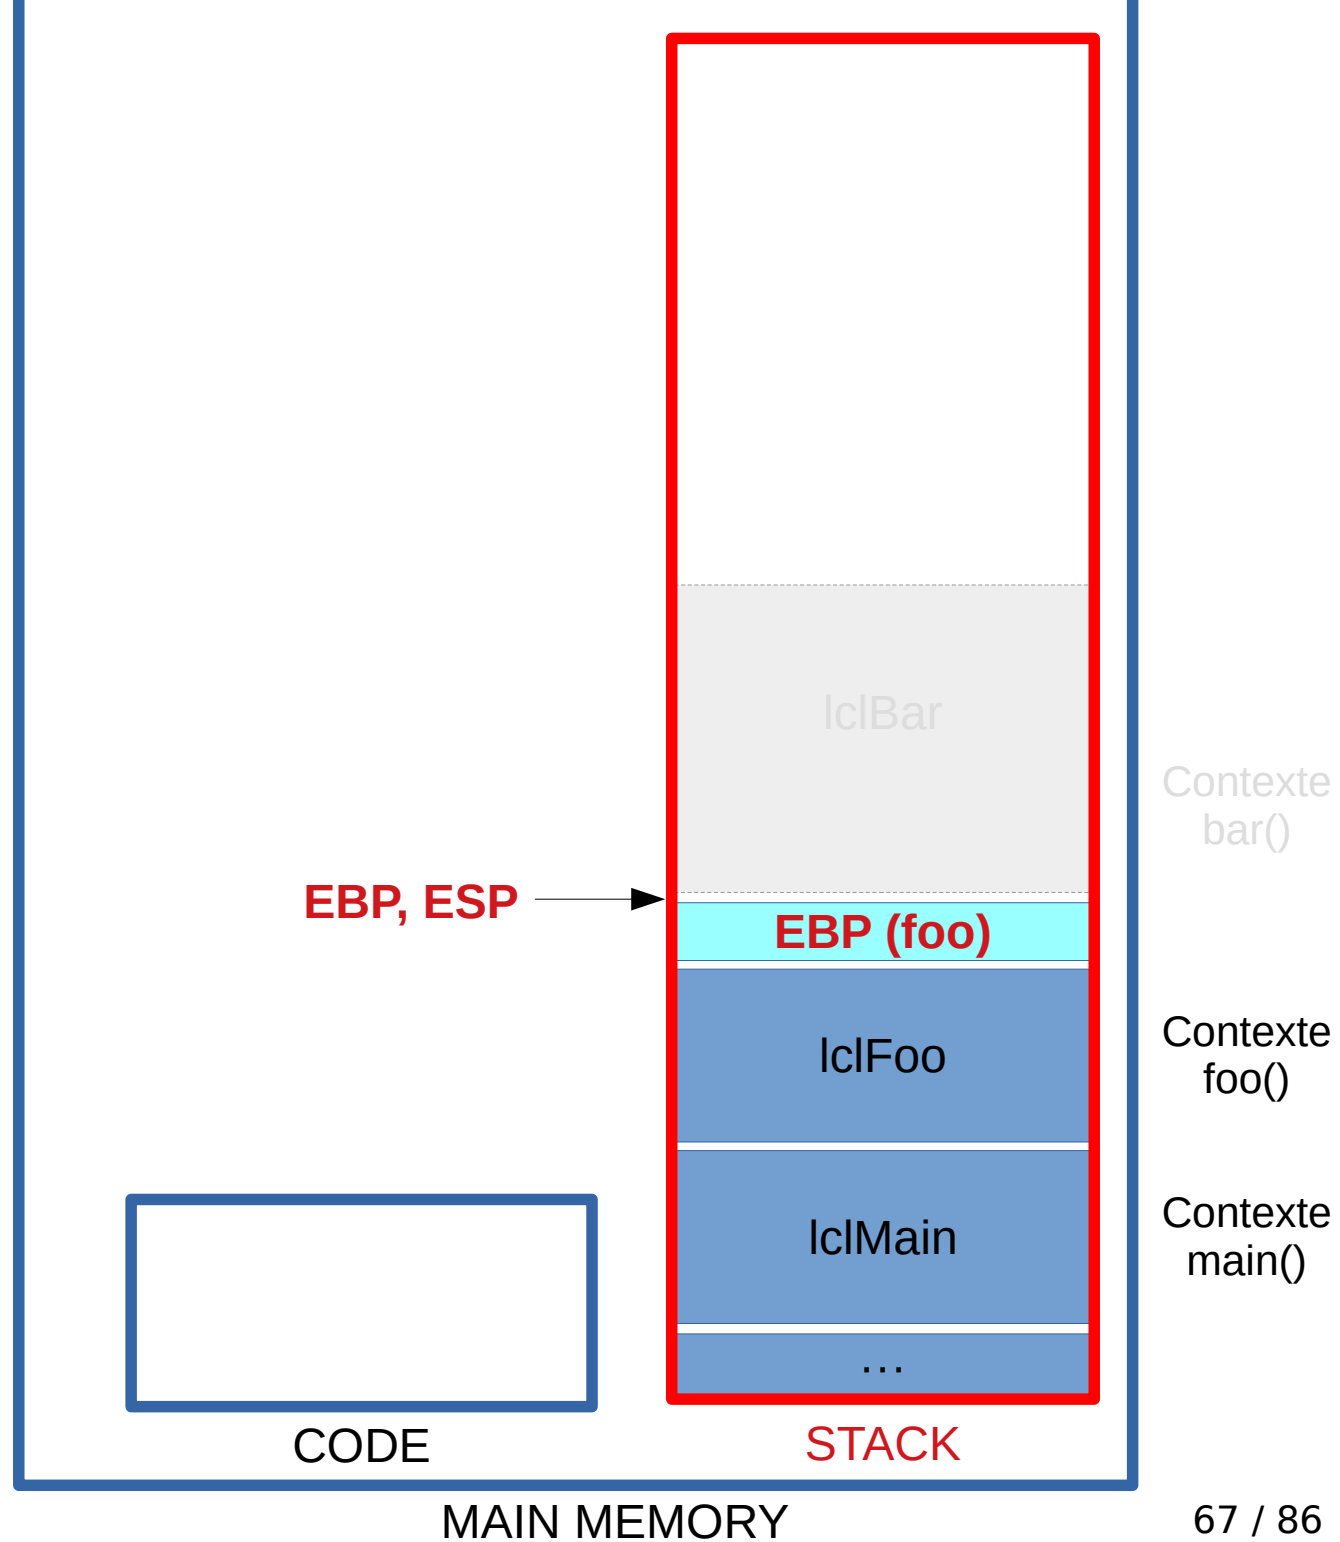 lclBar
Contexte
bar()
EBP, ESP
EBP (foo)
lclFoo
Contexte
foo()
lclMain
Contexte
main()
...
CODE
STACK
MAIN MEMORY
67 / 86